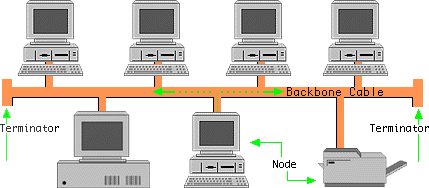 Backbone Cable
Terminator
Terminator
Node